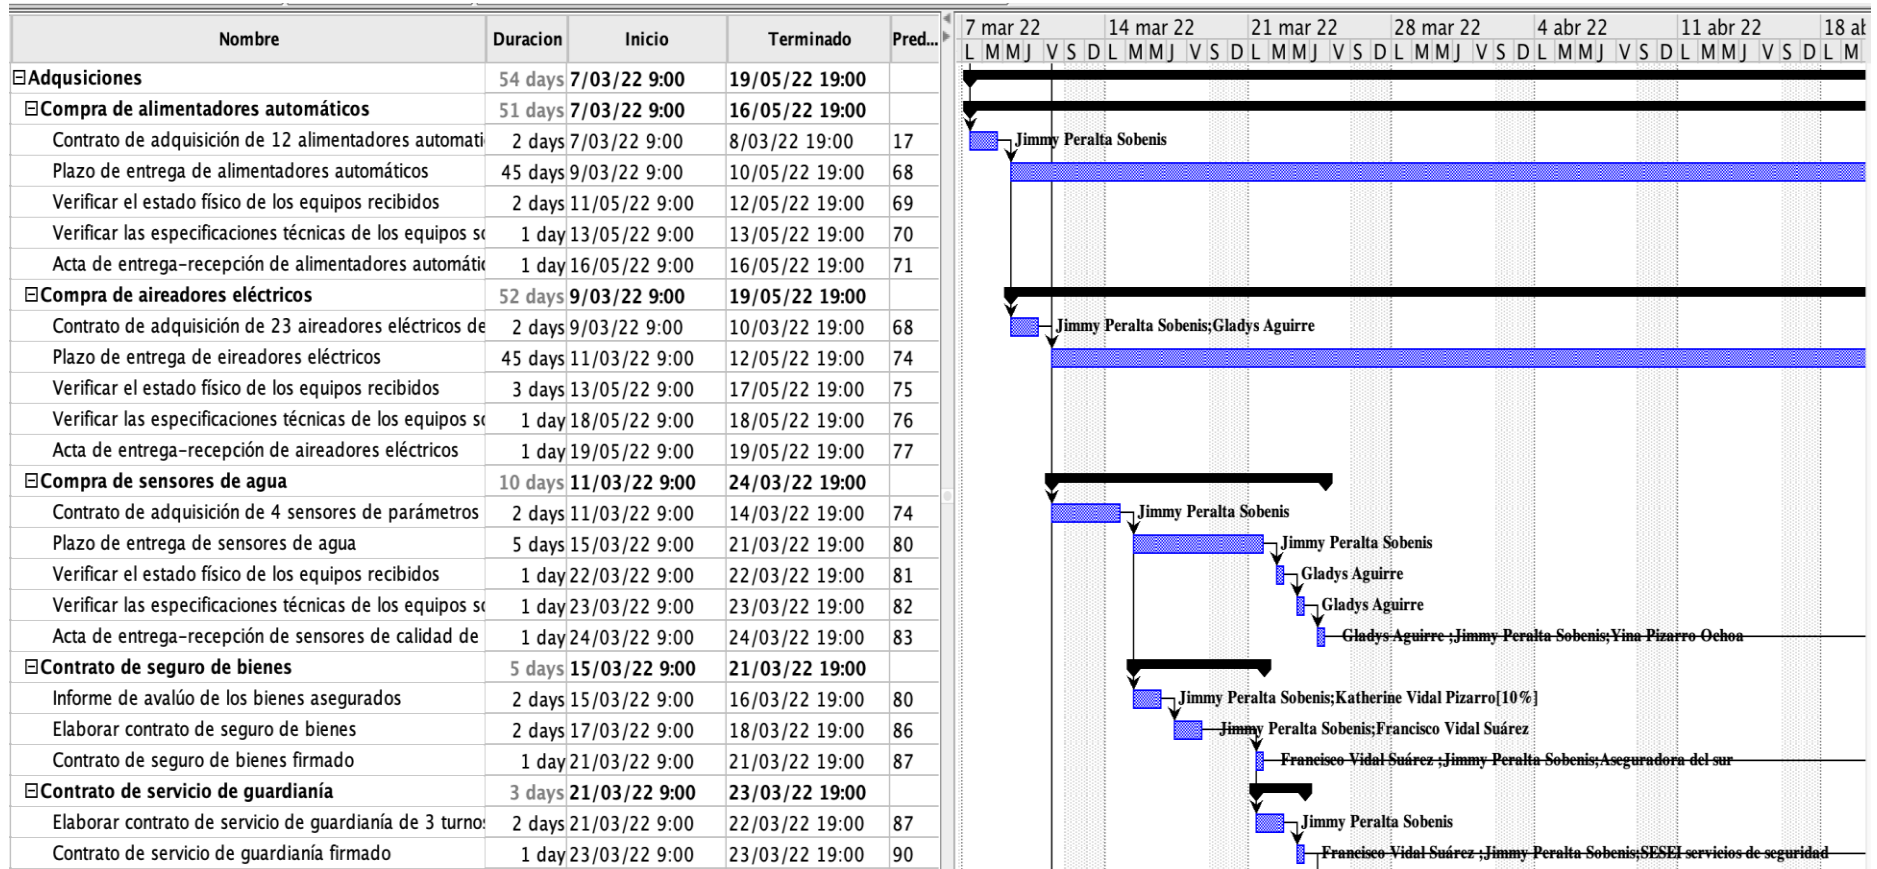 Nombre Duracion Inicio Terminado Pred... 7 mar 22 14 mar 22 21 mar 22 28 mar 22 4 abr 22 11 abr 22 18 ab
L M M J V S D L M M J V S D L M M J V S D L M M J V S D L M M J V S D L M M J V S D L M
Adqusiciones 54 days 7/03/22 9:00 19/05/22 19:00
Compra de alimentadores automáticos 51 days 7/03/22 9:00 16/05/22 19:00
Contrato de adquisición de 12 alimentadores automati 2 days 7/03/22 9:00 8/03/22 19:00 17 Jimmy Peralta Sobenis
Plazo de entrega de alimentadores automáticos 45 days 9/03/22 9:00 10/05/22 19:00 68
Verificar el estado físico de los equipos recibidos 2 days 11/05/22 9:00 12/05/22 19:00 69
Verificar las especificaciones técnicas de los equipos so 1 day 13/05/22 9:00 13/05/22 19:00 70
Acta de entrega-recepción de alimentadores automátic 1 day 16/05/22 9:00 16/05/22 19:00 71
Compra de aireadores eléctricos 52 days 9/03/22 9:00 19/05/22 19:00
Contrato de adquisición de 23 aireadores eléctricos de 2 days 9/03/22 9:00 10/03/22 19:00 68 Jimmy Peralta Sobenis;Gladys Aguirre
Plazo de entrega de eireadores eléctricos 45 days 11/03/22 9:00 12/05/22 19:00 74
Verificar el estado físico de los equipos recibidos 3 days 13/05/22 9:00 17/05/22 19:00 75
Verificar las especificaciones técnicas de los equipos so 1 day 18/05/22 9:00 18/05/22 19:00 76
Acta de entrega-recepción de aireadores eléctricos 1 day 19/05/22 9:00 19/05/22 19:00 77
Compra de sensores de agua 10 days 11/03/22 9:00 24/03/22 19:00
Contrato de adquisición de 4 sensores de parámetros 2 days 11/03/22 9:00 14/03/22 19:00 74 Jimmy Peralta Sobenis
Plazo de entrega de sensores de agua 5 days 15/03/22 9:00 21/03/22 19:00 80 Jimmy Peralta Sobenis
Verificar el estado físico de los equipos recibidos 1 day 22/03/22 9:00 22/03/22 19:00 81 Gladys Aguirre
Verificar las especificaciones técnicas de los equipos so 1 day 23/03/22 9:00 23/03/22 19:00 82 Gladys Aguirre
Acta de entrega-recepción de sensores de calidad de 1 day 24/03/22 9:00 24/03/22 19:00 83 Gladys Aguirre ;Jimmy Peralta Sobenis;Yina Pizarro Ochoa
Contrato de seguro de bienes 5 days 15/03/22 9:00 21/03/22 19:00
Informe de avalúo de los bienes asegurados 2 days 15/03/22 9:00 16/03/22 19:00 80 Jimmy Peralta Sobenis;Katherine Vidal Pizarro[10%]
Elaborar contrato de seguro de bienes 2 days 17/03/22 9:00 18/03/22 19:00 86 Jimmy Peralta Sobenis;Francisco Vidal Suárez
Contrato de seguro de bienes firmado 1 day 21/03/22 9:00 21/03/22 19:00 87 Francisco Vidal Suárez ;Jimmy Peralta Sobenis;Aseguradora del sur
Contrato de servicio de guardianía 3 days 21/03/22 9:00 23/03/22 19:00
Elaborar contrato de servicio de guardianía de 3 turnos 2 days 21/03/22 9:00 22/03/22 19:00 87 Jimmy Peralta Sobenis
Contrato de servicio de guardianía firmado 1 day 23/03/22 9:00 23/03/22 19:00 90 Francisco Vidal Suárez ;Jimmy Peralta Sobenis;SESEI servicios de seguridad